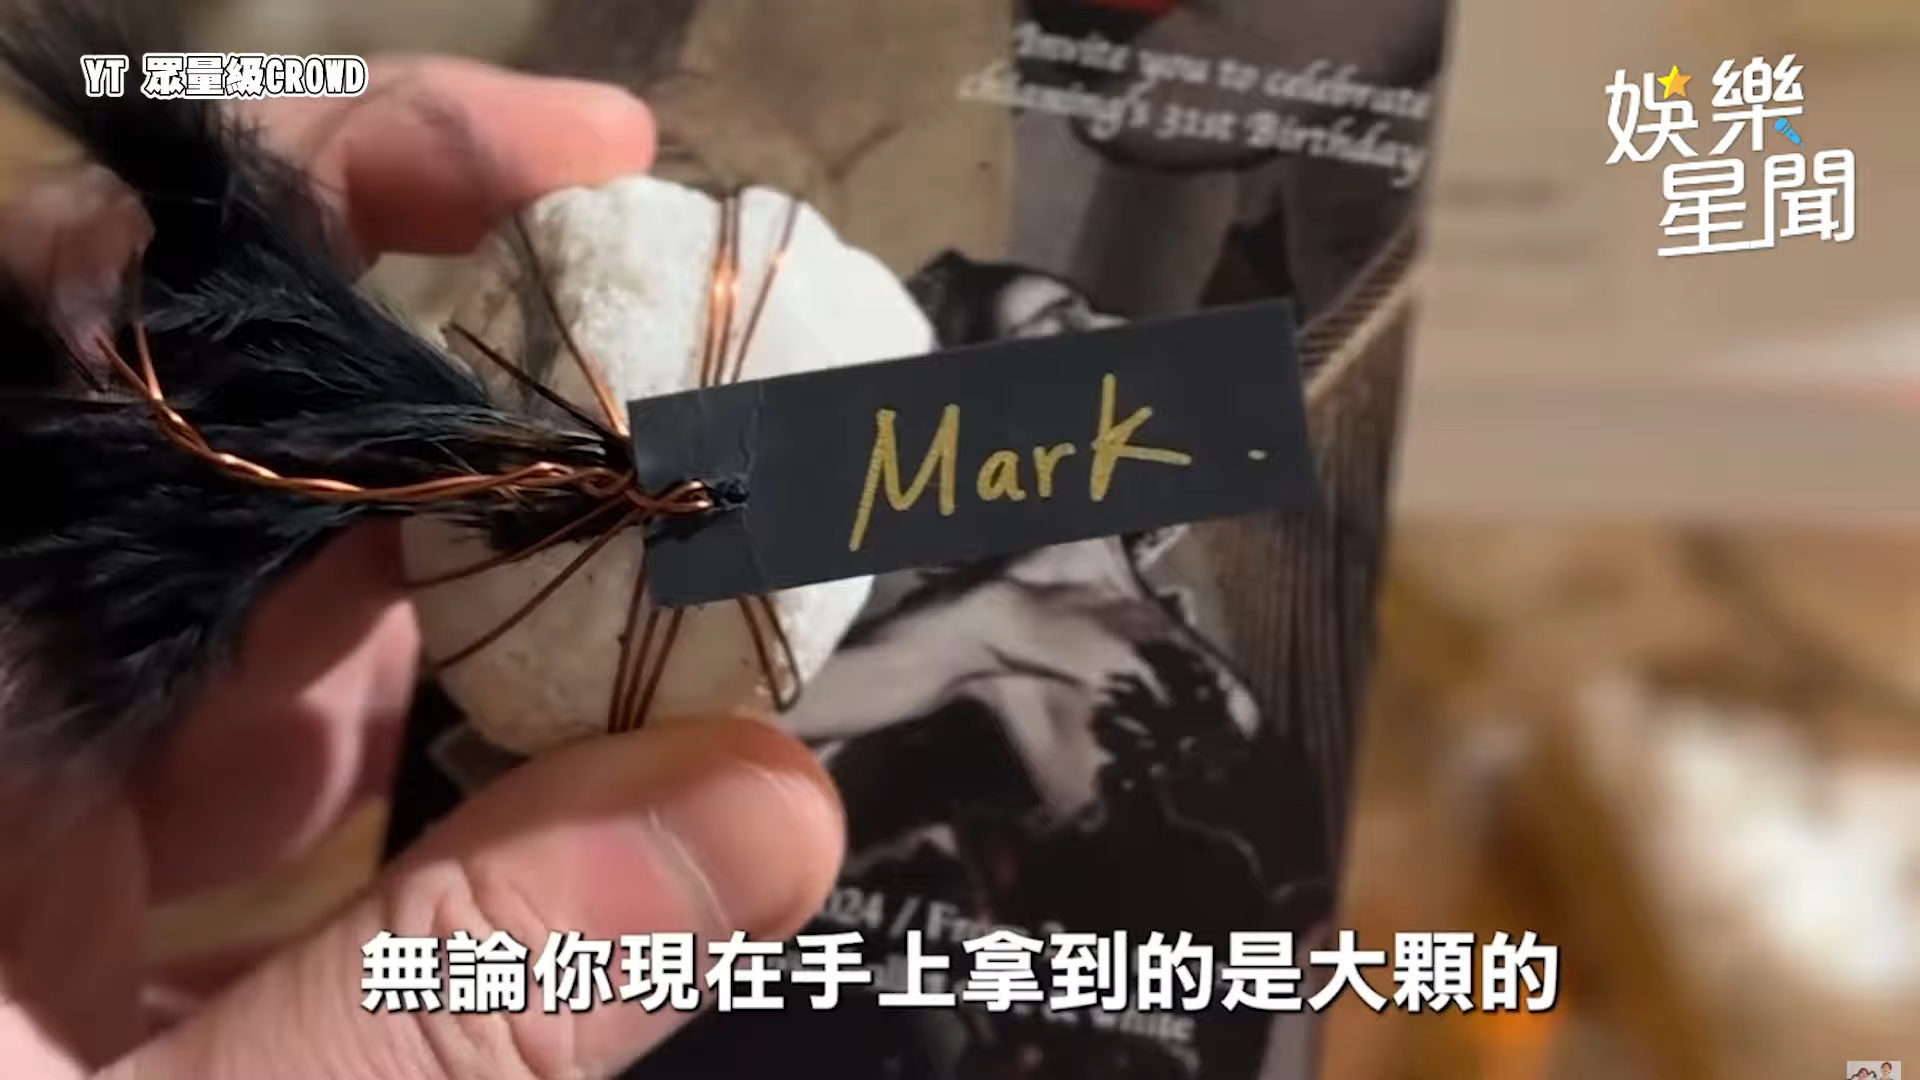 YT 眾量級CROWD
娛樂
星聞
Invite you to celebrate
31st Birthday
Mark.
無論你現在手上拿到的是大顆的